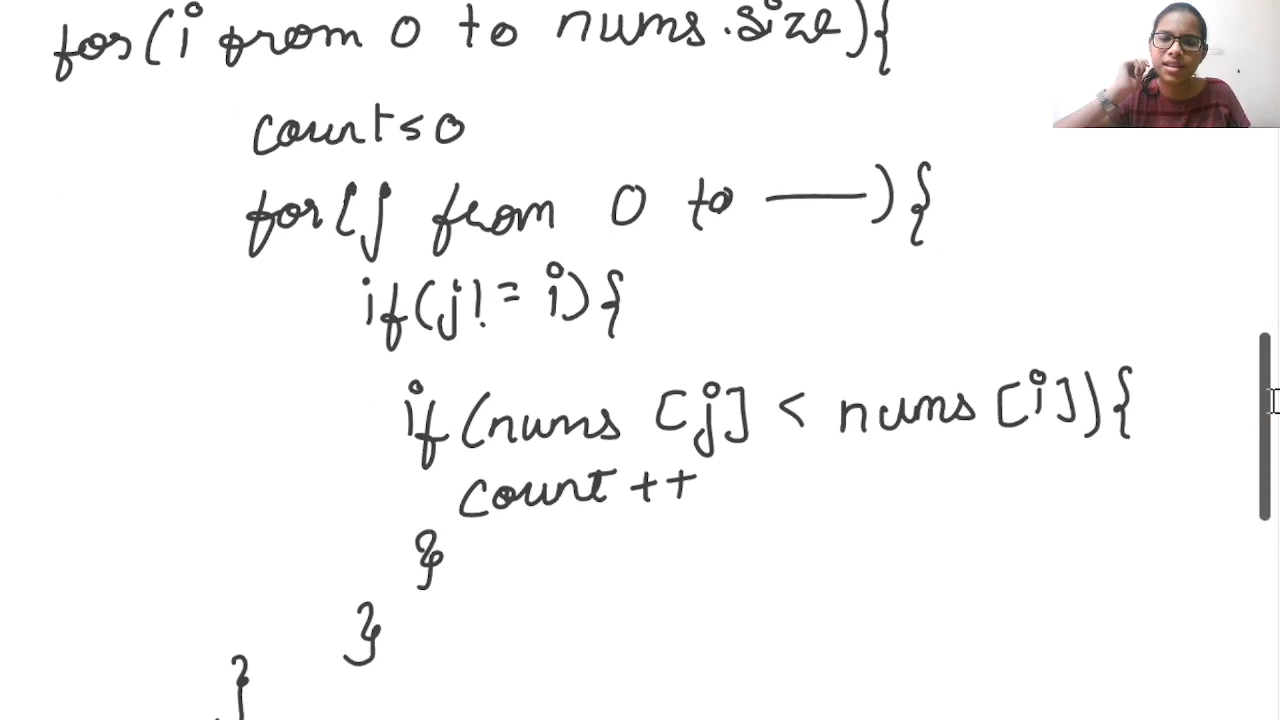 for(i from 0 to nums.size){
count=0
for(j from 0 to ——){
if(j!=i){
if(nums[j] < nums[i]){
count++
}
}
}